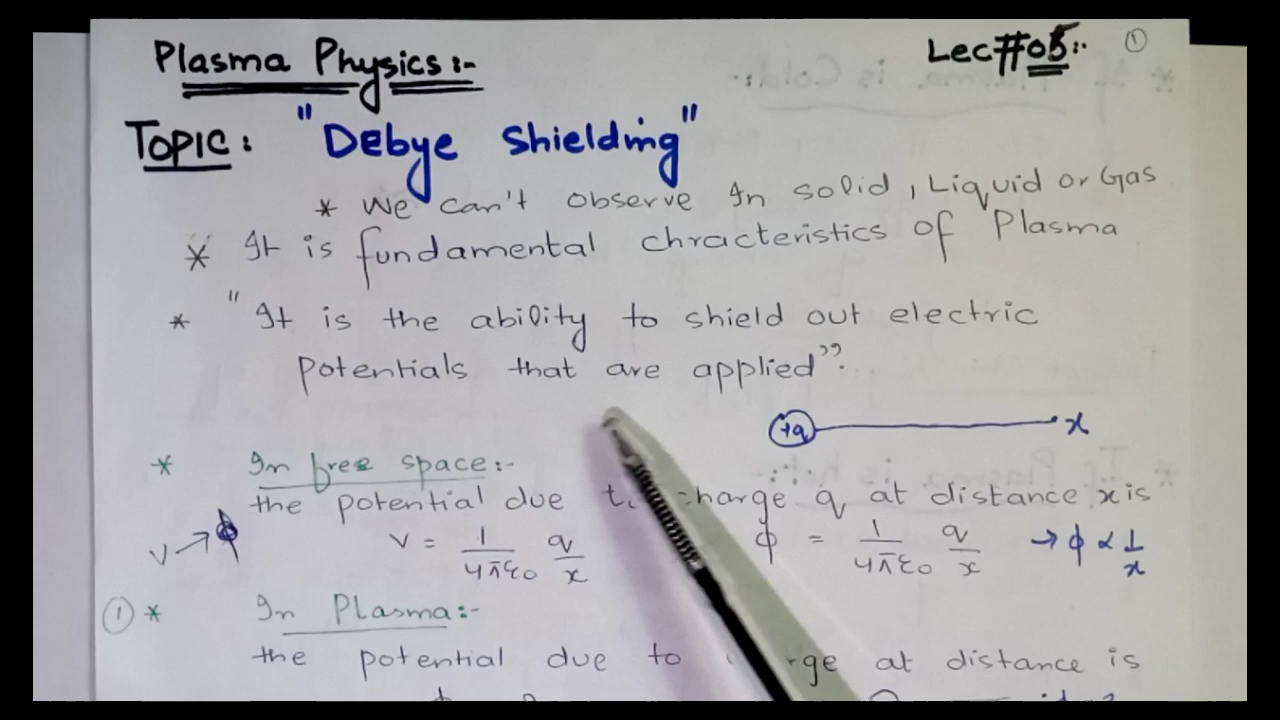 Plasma Physics:- Lec#05:- ①
Topic: "Debye Shielding"
* We can't observe In solid, Liquid or Gas
* It is fundamental chracteristics of Plasma
* "It is the ability to shield out electric
Potentials that are applied".
+q x
* In free space:-
the potential due charge q at distance x is
V → ϕ V = 1/4πε₀ q/x ϕ = 1/4πε₀ q/x → ϕ ∝ 1/x
① * In Plasma:-
the potential due to at distance is